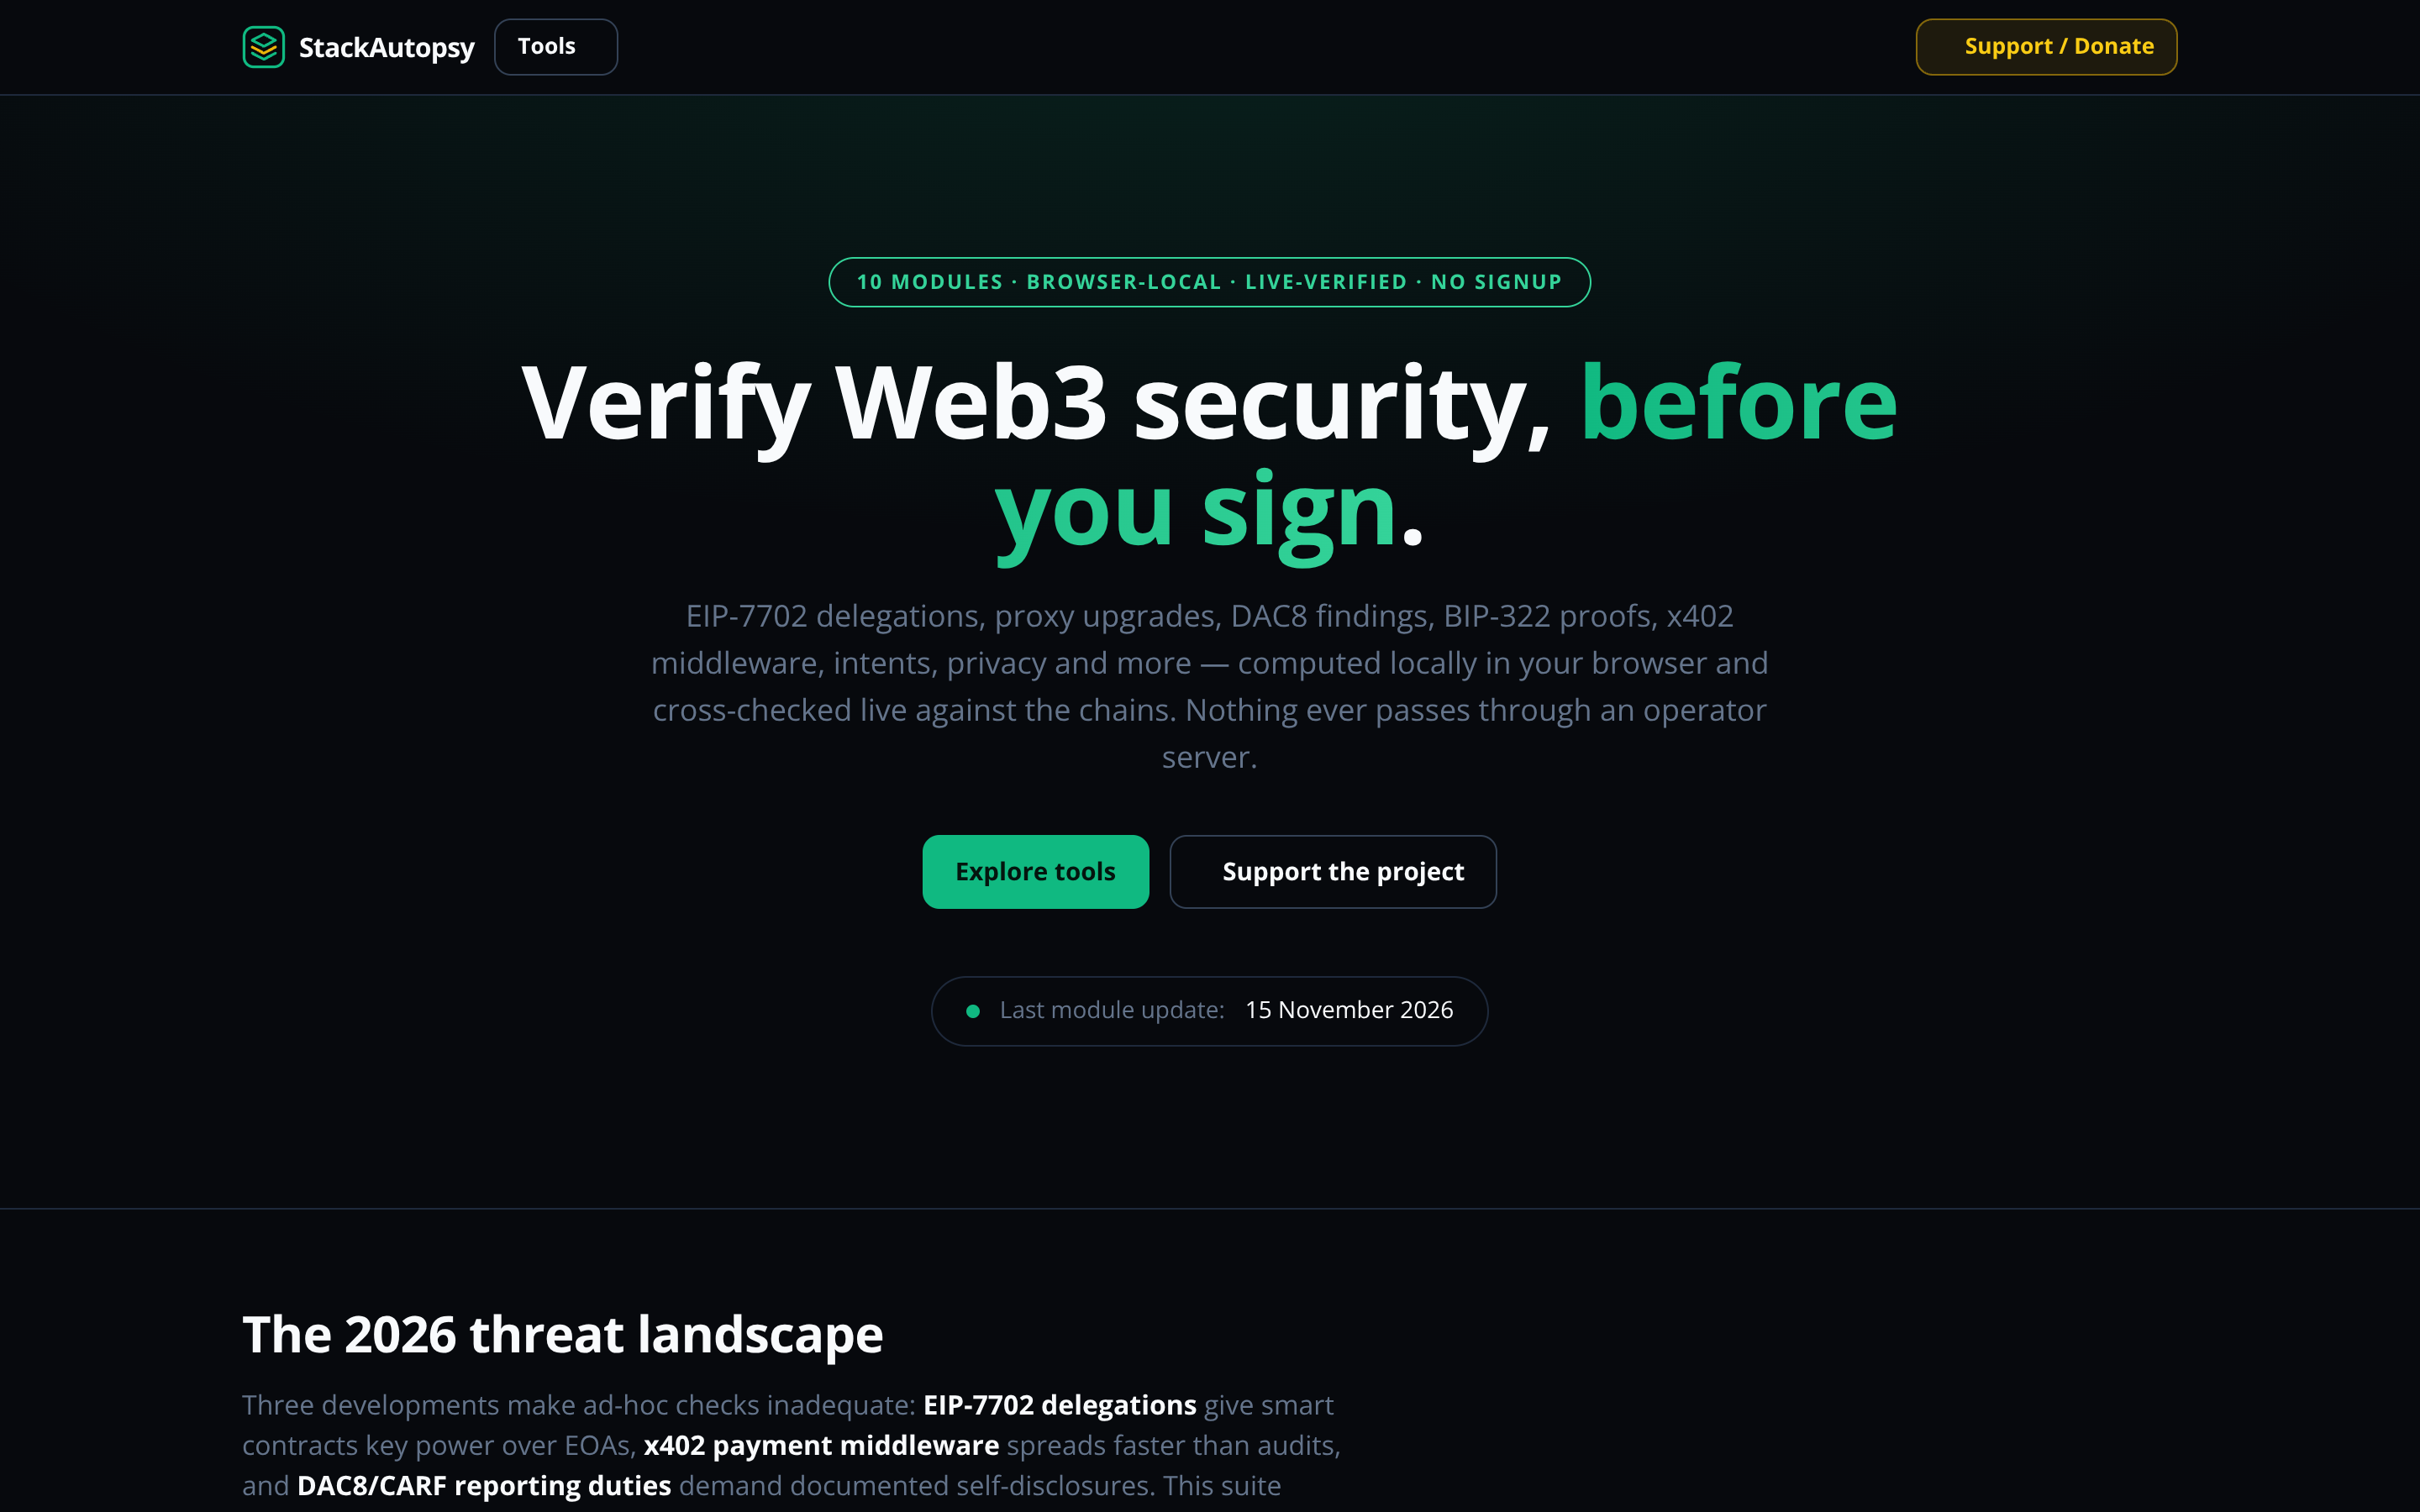 StackAutopsy
Tools
Support / Donate
10 MODULES · BROWSER-LOCAL · LIVE-VERIFIED · NO SIGNUP
Verify Web3 security, before
you sign.
EIP-7702 delegations, proxy upgrades, DAC8 findings, BIP-322 proofs, x402
middleware, intents, privacy and more — computed locally in your browser and
cross-checked live against the chains. Nothing ever passes through an operator
server.
Explore tools
Support the project
Last module update: 15 November 2026
The 2026 threat landscape
Three developments make ad-hoc checks inadequate: EIP-7702 delegations give smart
contracts key power over EOAs, x402 payment middleware spreads faster than audits,
and DAC8/CARF reporting duties demand documented self-disclosures. This suite